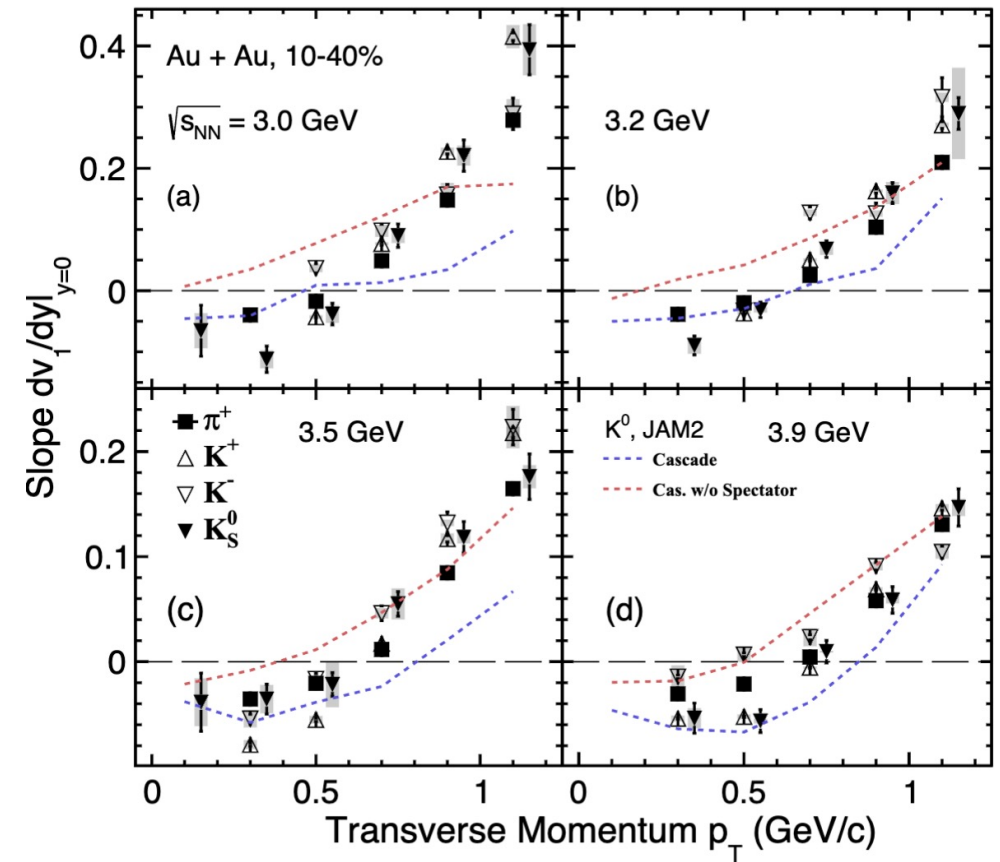 Slope dv₁/dy|y=0
0.4
0.2
0
Au + Au, 10-40%
√sNN = 3.0 GeV
(a)
3.2 GeV
(b)
0.2
0.1
0
π⁺
K⁺
K⁻
K⁰S
3.5 GeV
(c)
K⁰, JAM2
3.9 GeV
Cascade
Cas. w/o Spectator
(d)
0 0.5 1 0 0.5 1
Transverse Momentum pT (GeV/c)